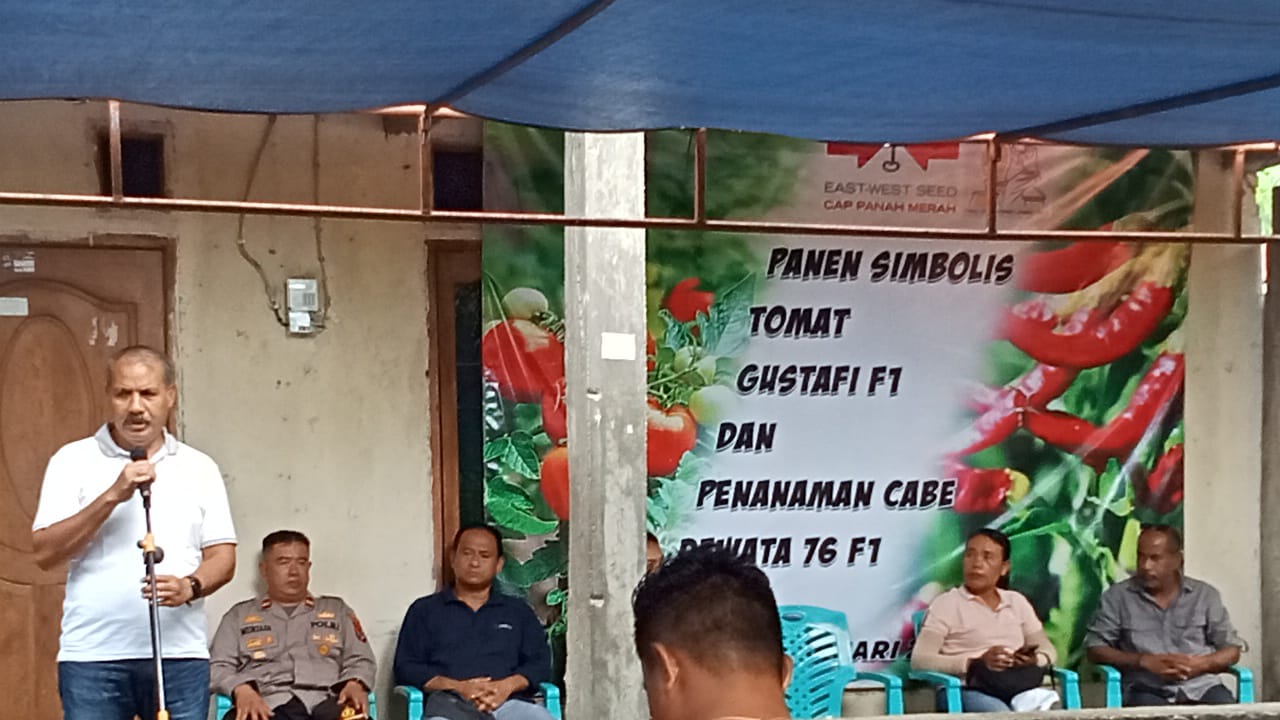 EAST-WEST SEED
CAP PANAH MERAH
PANEN SIMBOLIS
TOMAT
GUSTAFI F1
DAN
PENANAMAN CABE
DEWATA 76 F1
POLRI